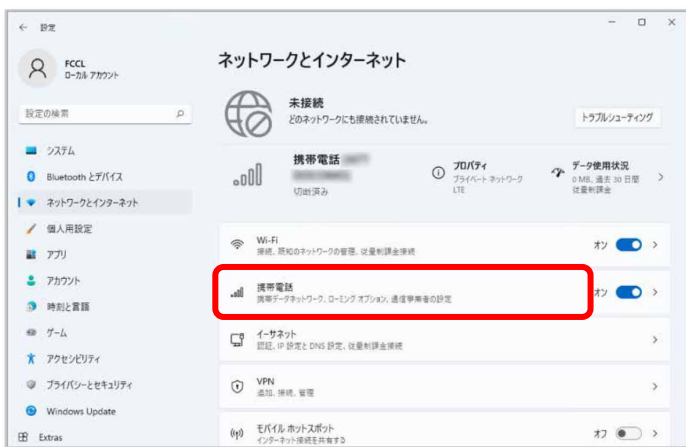 ← 設定
FCCL
ローカル アカウント
設定の検索
システム
Bluetooth とデバイス
ネットワークとインターネット
個人用設定
アプリ
アカウント
時刻と言語
ゲーム
アクセシビリティ
プライバシーとセキュリティ
Windows Update
Extras
ネットワークとインターネット
未接続
どのネットワークにも接続されていません。
トラブルシューティング
携帯電話
切断済み
プロパティ
プライベート ネットワーク
LTE
データ使用状況
0 MB、過去 30 日間
従量制課金
Wi-Fi
接続、既知のネットワークの管理、従量制課金接続
オン
携帯電話
携帯データネットワーク、ローミング オプション、通信事業者の設定
オン
イーサネット
認証、IP 設定と DNS 設定、従量制課金接続
VPN
追加、接続、管理
モバイル ホットスポット
インターネット接続を共有する
オフ